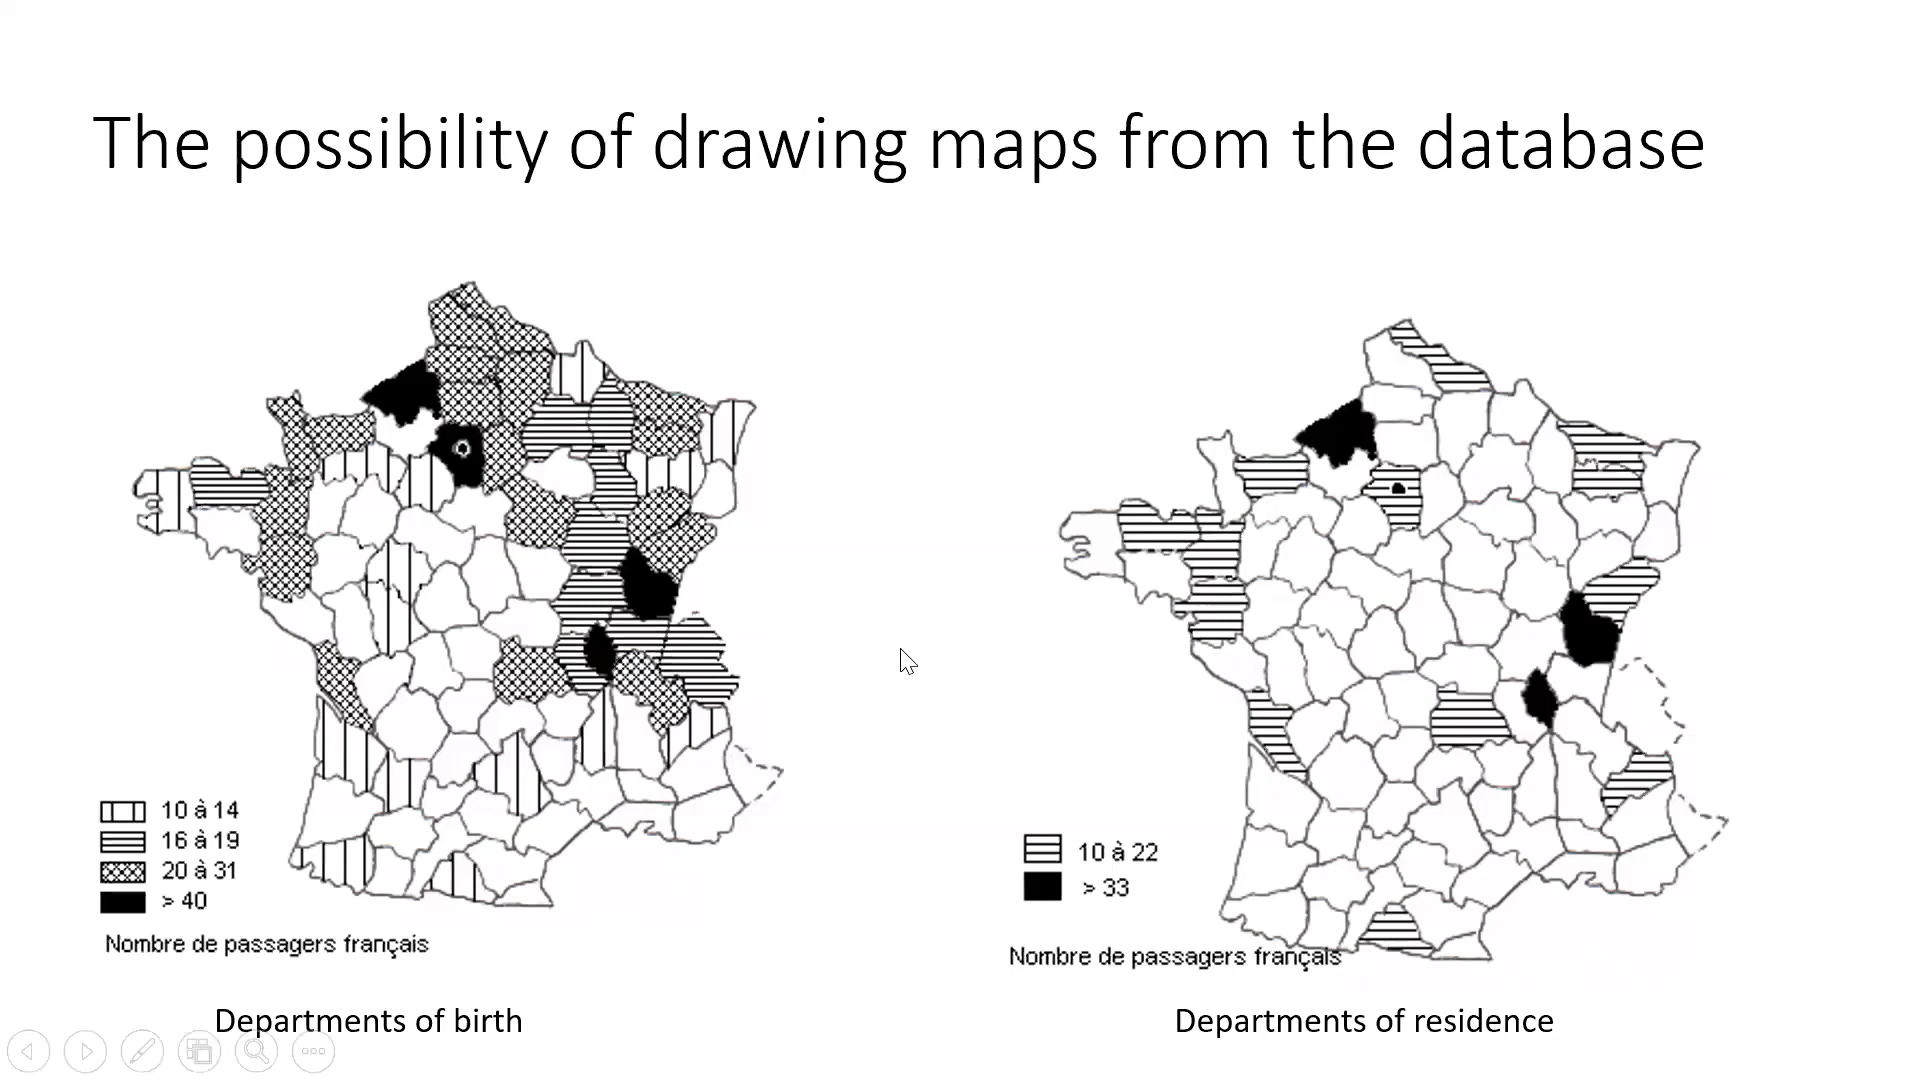 The possibility of drawing maps from the database
10 à 14
16 à 19
20 à 31
> 40
Nombre de passagers français
Departments of birth
10 à 22
> 33
Nombre de passagers français
Departments of residence